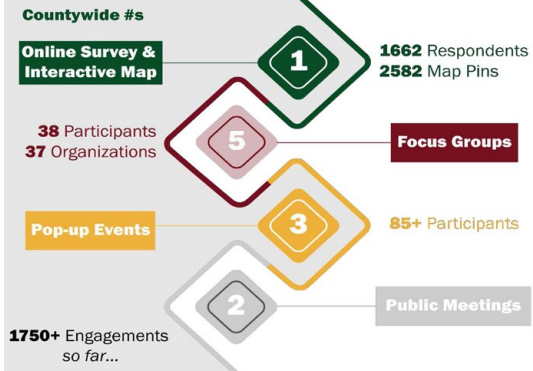 Countywide #s
Online Survey &
Interactive Map
1
1662 Respondents
2582 Map Pins
38 Participants
37 Organizations
5
Focus Groups
Pop-up Events
3
85+ Participants
2
Public Meetings
1750+ Engagements
so far...